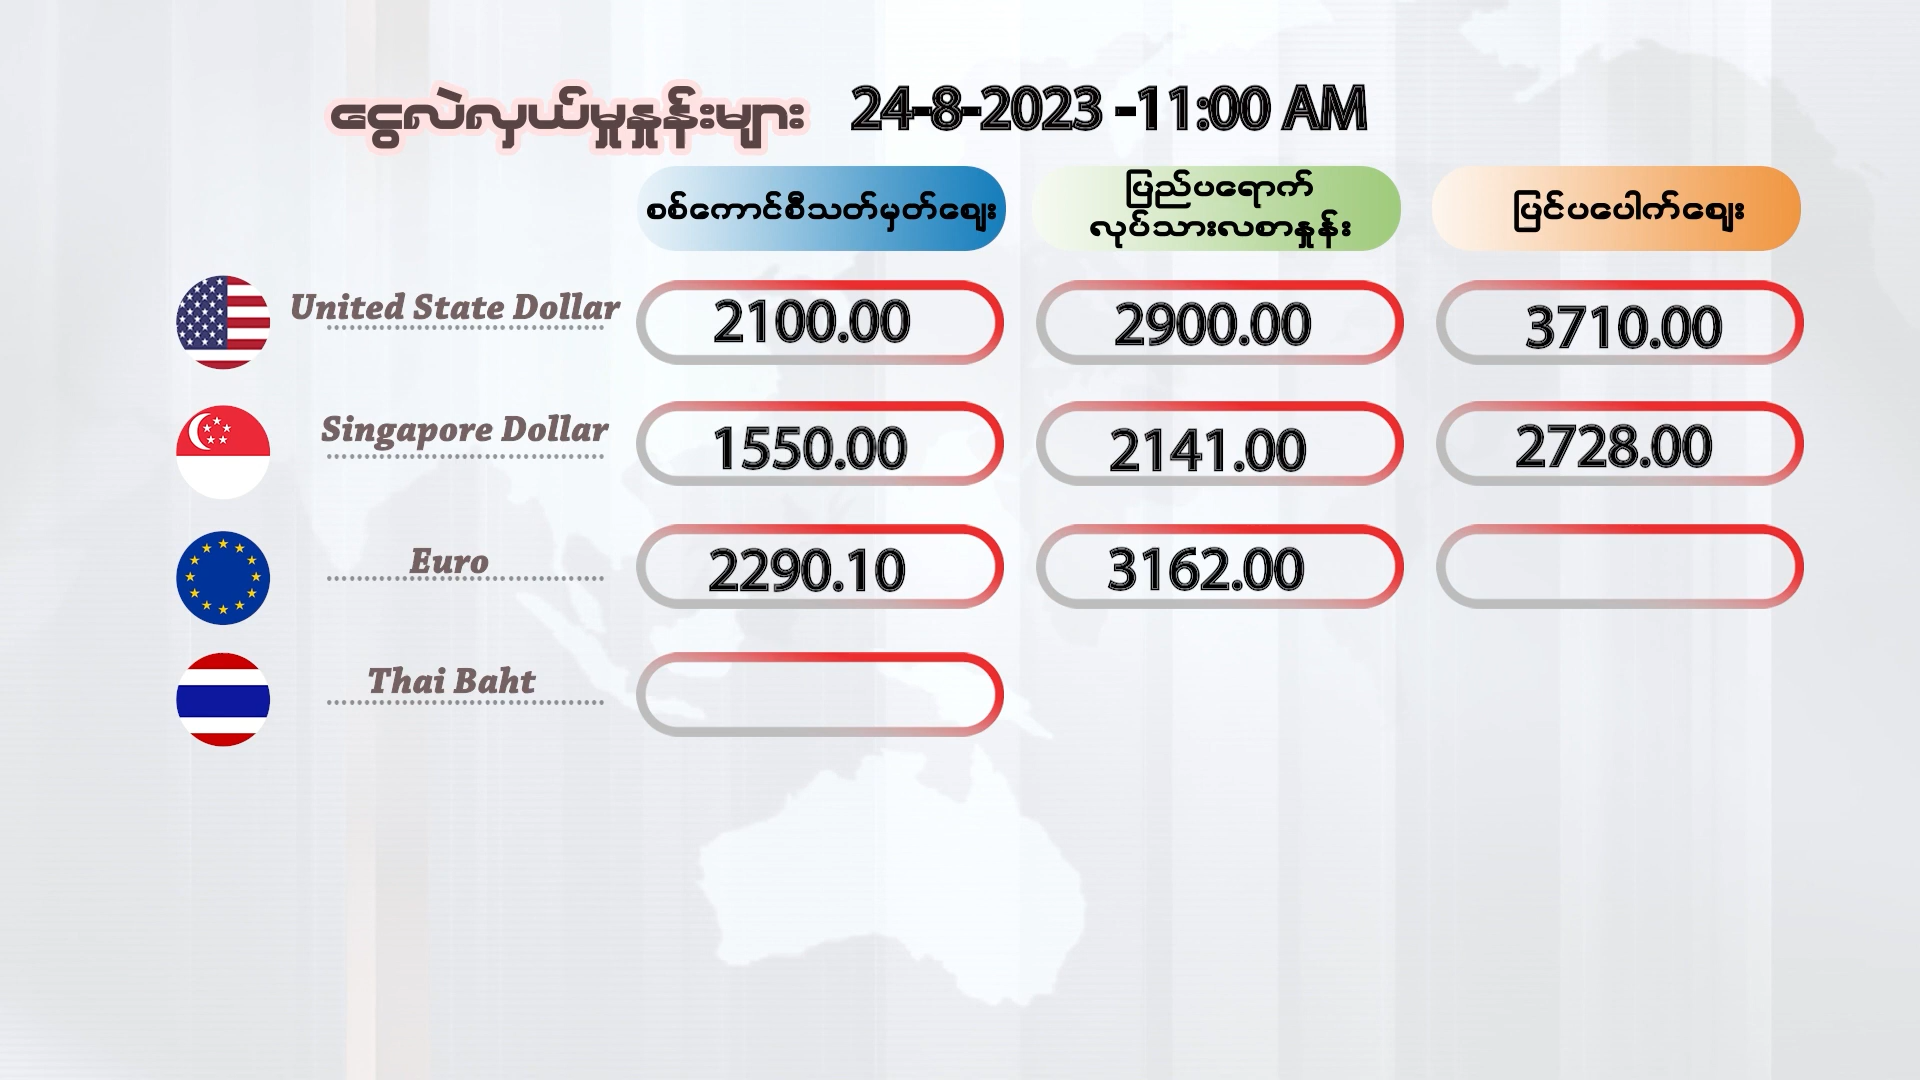 ငွေလဲလှယ်မှုနှုန်းများ 24-8-2023 -11:00 AM
စစ်ကောင်စီသတ်မှတ်ဈေး
ပြည်ပရောက်
လုပ်သားလစာနှုန်း
ပြင်ပပေါက်ဈေး
United State Dollar 2100.00 2900.00 3710.00
Singapore Dollar 1550.00 2141.00 2728.00
Euro 2290.10 3162.00
Thai Baht